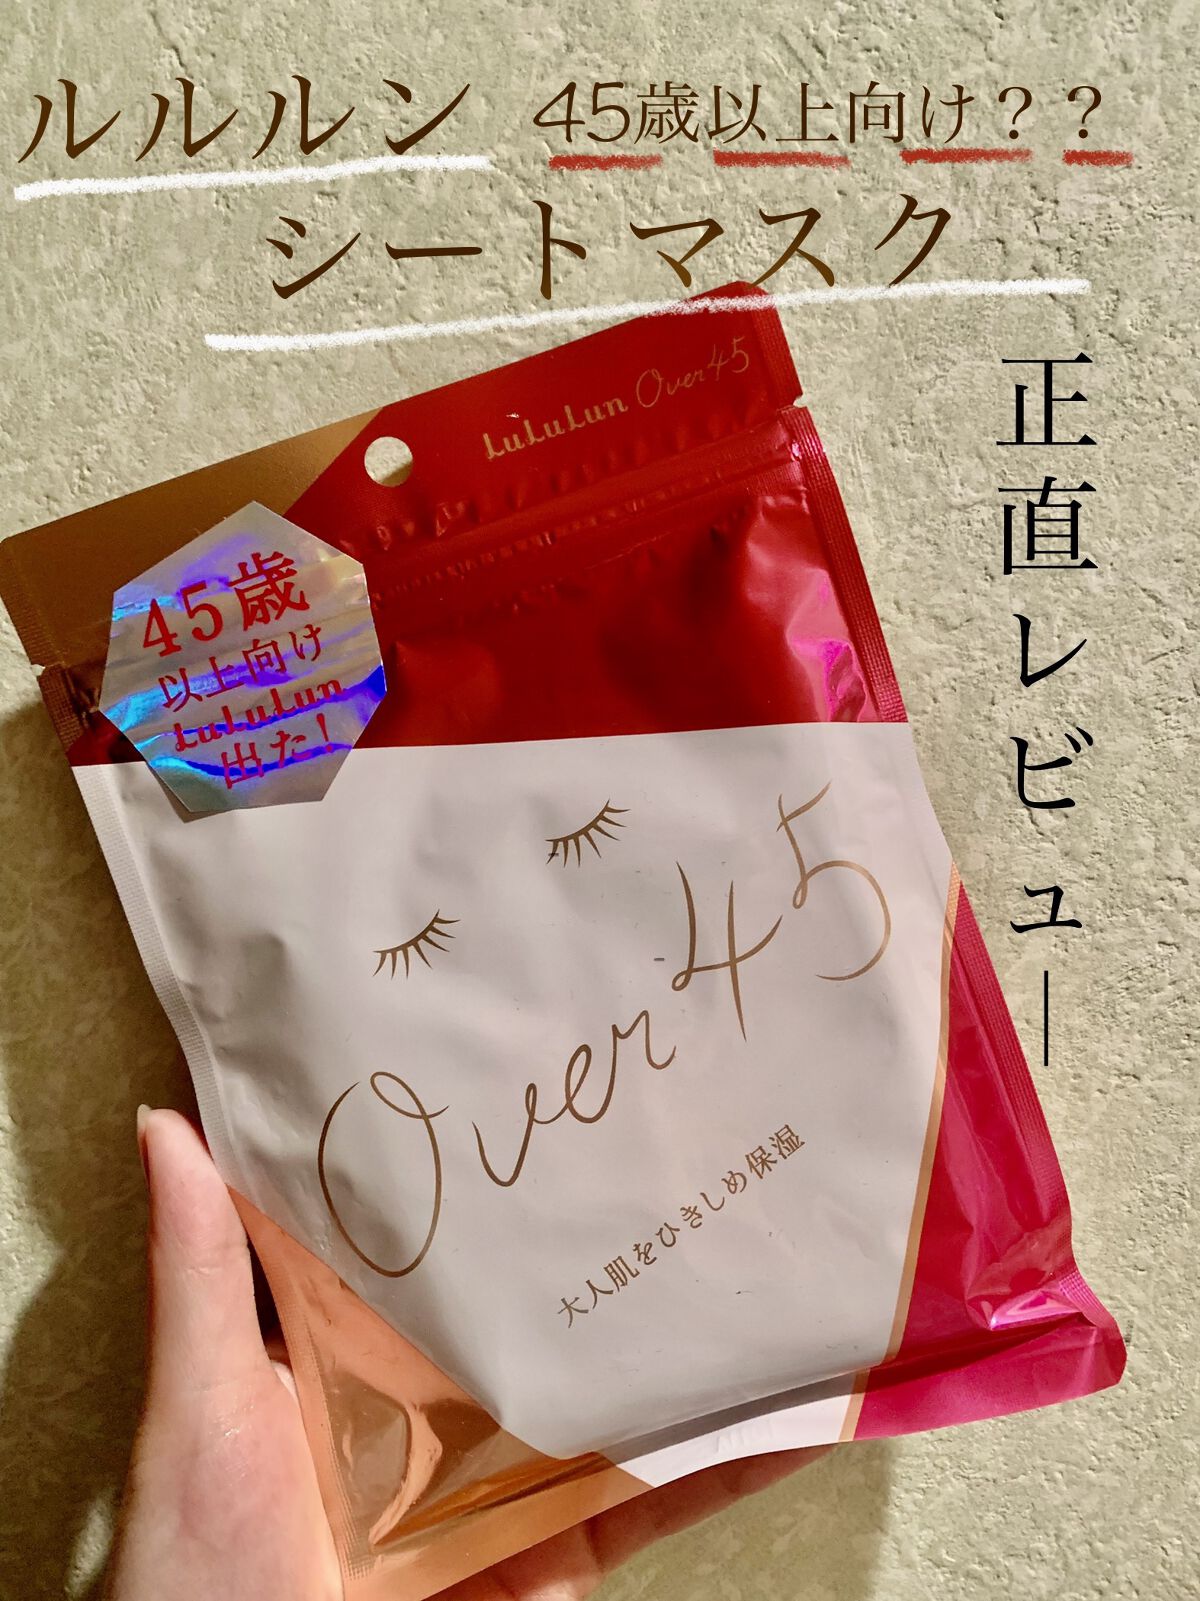 ルルルン 45歳以上向け??
シートマスク
正直レビュー
LuLuLun Over45
45歳
以上向け
LuLuLun
出た!
Over45
大人肌をひきしめ保湿